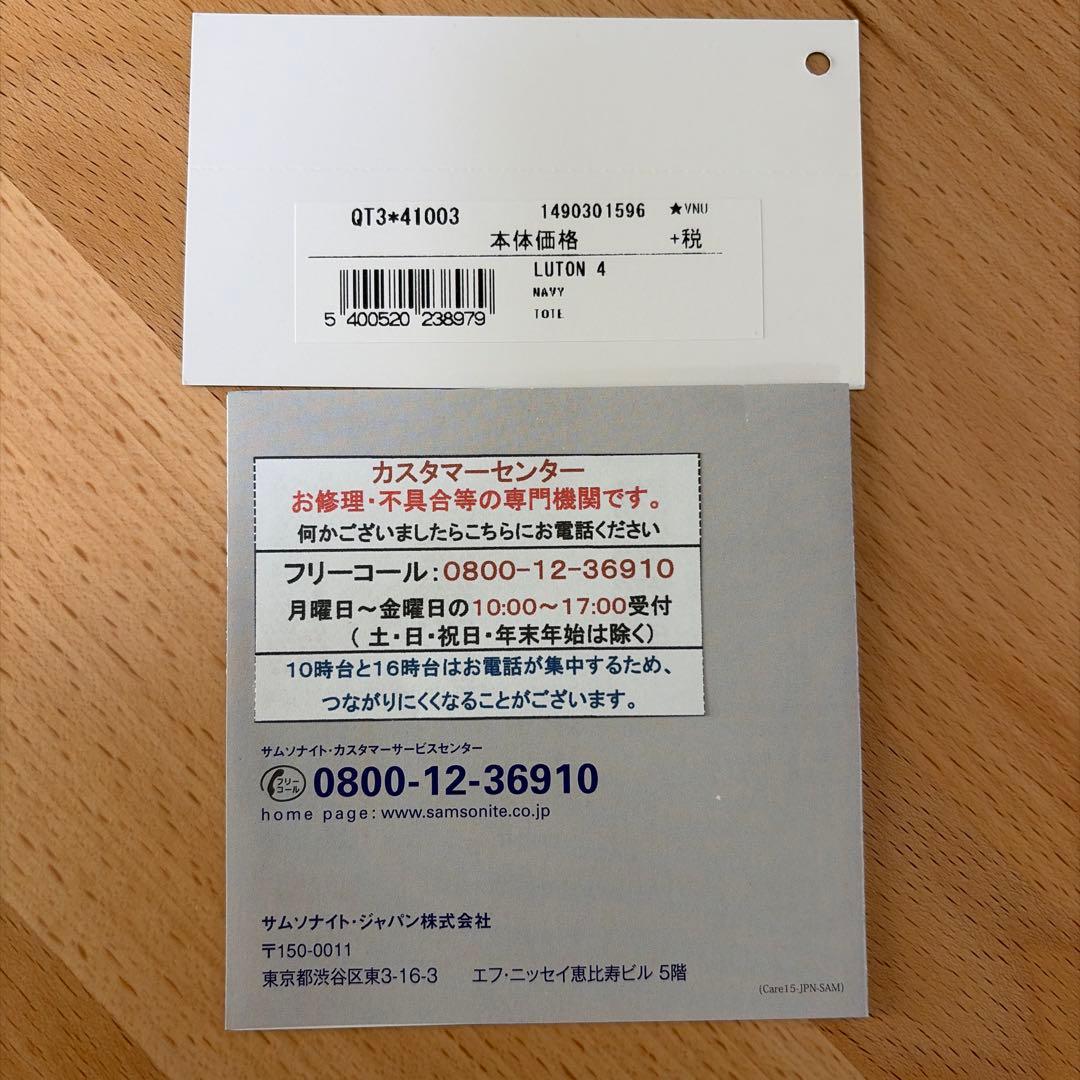 QT3*41003 1490301596 ★VNU
本体価格 +税
LUTON 4
NAVY
TOTE
5 400520 238979
カスタマーセンター
お修理・不具合等の専門機関です。
何かございましたらこちらにお電話ください
フリーコール:0800-12-36910
月曜日～金曜日の10:00～17:00受付
(土・日・祝日・年末年始は除く)
10時台と16時台はお電話が集中するため、
つながりにくくなることがございます。
サムソナイト・カスタマーサービスセンター
フリーコール 0800-12-36910
home page: www.samsonite.co.jp
サムソナイト・ジャパン株式会社
〒150-0011
東京都渋谷区東3-16-3 エフ・ニッセイ恵比寿ビル 5階
(Care15-JPN-SAM)